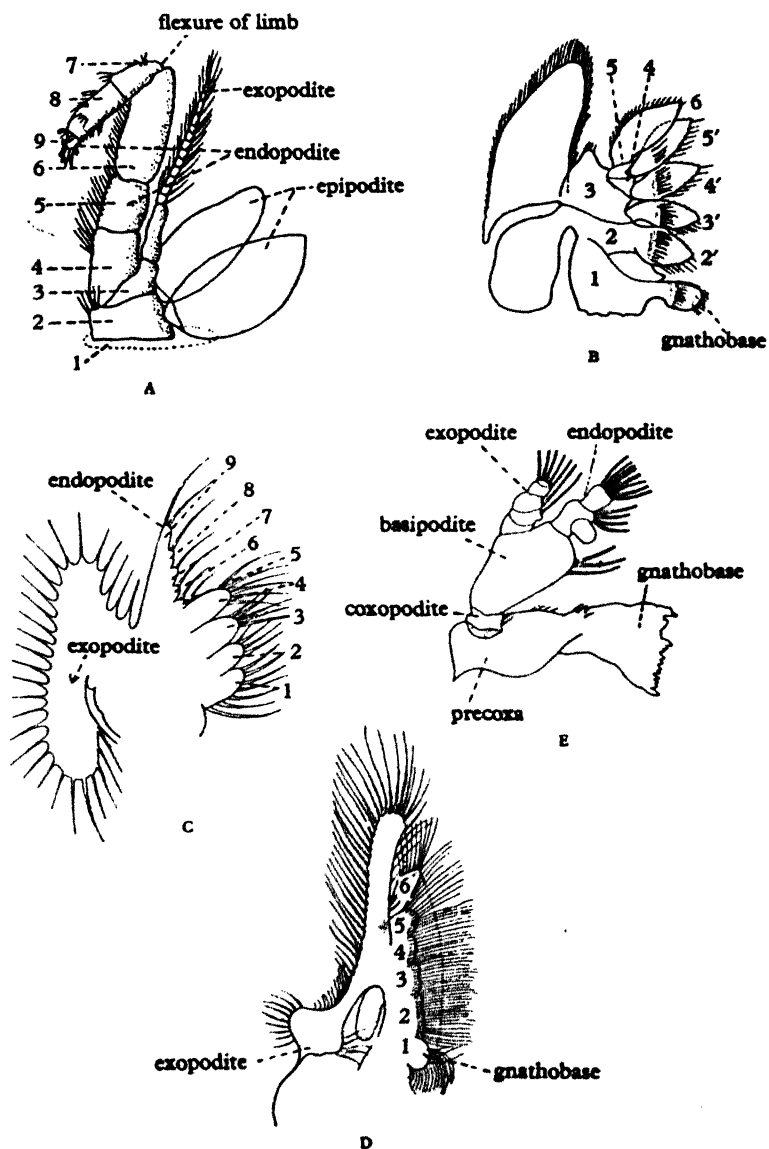 flexure of limb
7
8
exopodite
9
endopodite
6
epipodite
5
4
3
2
1
A
5 4
6
5′
3
4′
3′
2
2′
1
gnathobase
B
endopodite
9
8
7
6
5
4
3
2
1
exopodite
C
exopodite
endopodite
basipodite
gnathobase
coxopodite
precoxa
E
6
5
4
3
2
1
exopodite
gnathobase
D